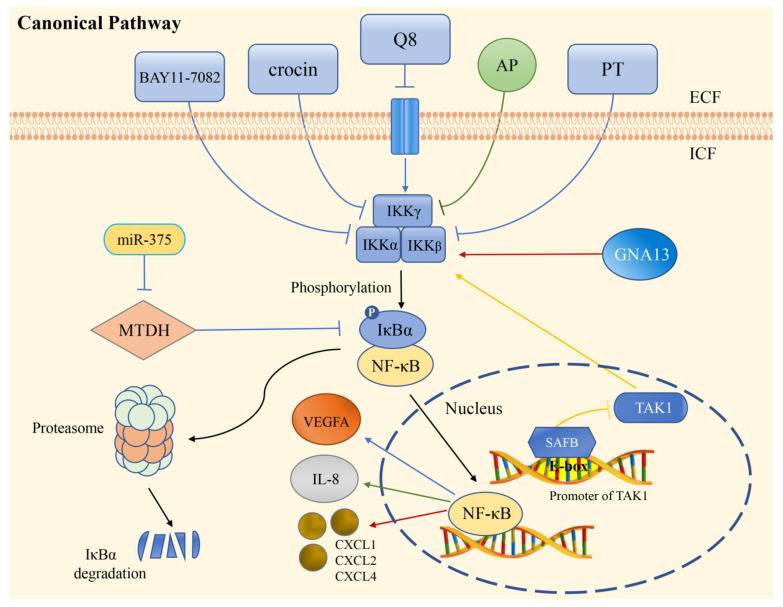 Canonical Pathway
BAY11-7082
crocin
Q8
AP
PT
ECF
ICF
IKKγ
IKKα
IKKβ
miR-375
GNA13
Phosphorylation
P
MTDH
IκBα
NF-κB
Nucleus
TAK1
VEGFA
Proteasome
SAFB
E-box
Promoter of TAK1
IL-8
NF-κB
CXCL1
CXCL2
CXCL4
IκBα
degradation